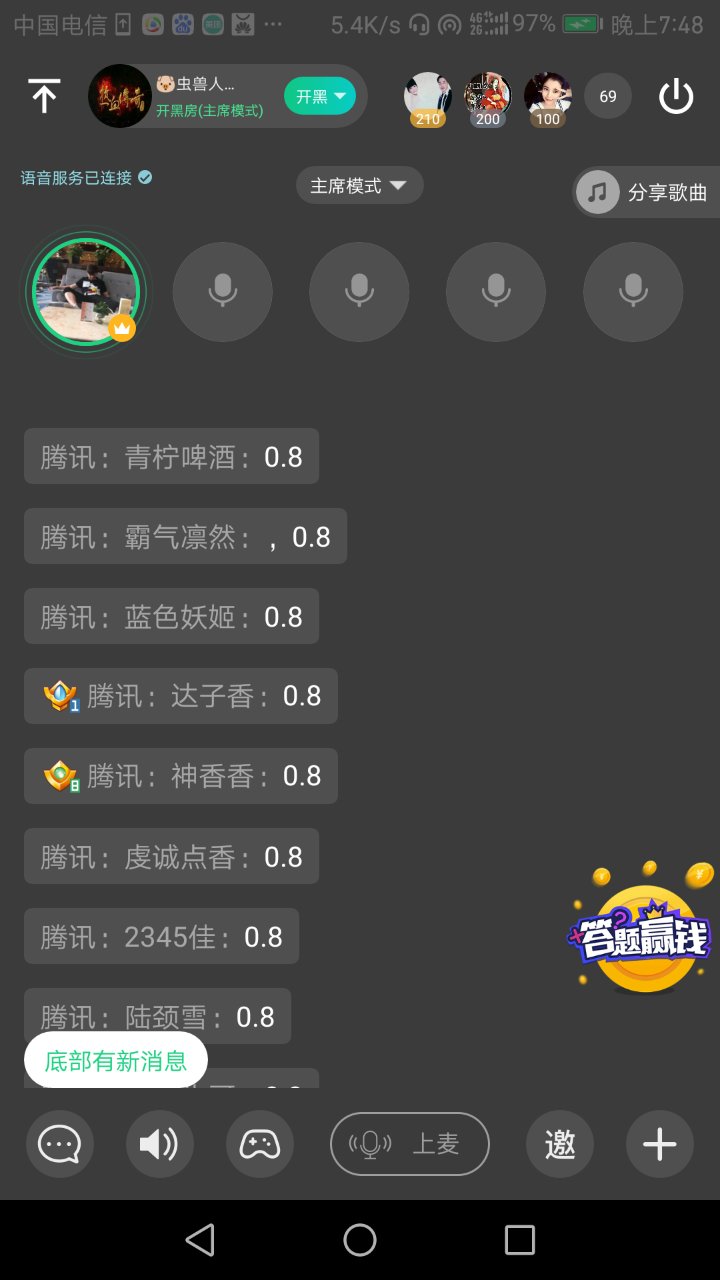 中国电信
5.4K/s
4G
2G
97%
晚上7:48
虫兽人...
开黑房(主席模式)
开黑
210
200
100
69
语音服务已连接
主席模式
分享歌曲
腾讯：青柠啤酒：0.8
腾讯：霸气凛然：，0.8
腾讯：蓝色妖姬：0.8
1 腾讯：达子香：0.8
8 腾讯：神香香：0.8
腾讯：虔诚点香：0.8
答题赢钱
腾讯：2345佳：0.8
腾讯：陆颈雪：0.8
底部有新消息
上麦
邀